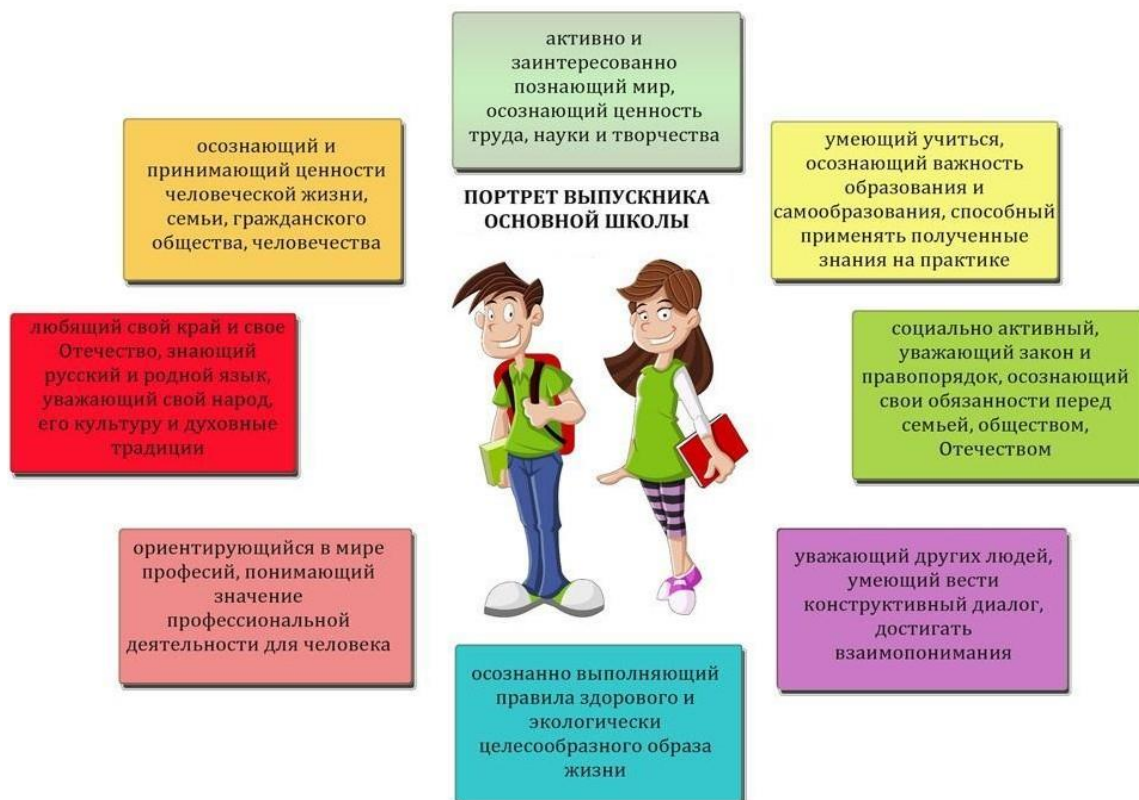 активно и
заинтересованно
познающий мир,
осознающий ценность
труда, науки и творчества
осознающий и
принимающий ценности
человеческой жизни,
семьи, гражданского
общества, человечества
умеющий учиться,
осознающий важность
образования и
самообразования, способный
применять полученные
знания на практике
ПОРТРЕТ ВЫПУСКНИКА
ОСНОВНОЙ ШКОЛЫ
любящий свой край и свое
Отечество, знающий
русский и родной язык,
уважающий свой народ,
его культуру и духовные
традиции
социально активный,
уважающий закон и
правопорядок, осознающий
свои обязанности перед
семьей, обществом,
Отечеством
ориентирующийся в мире
професий, понимающий
значение
профессиональной
деятельности для человека
уважающий других людей,
умеющий вести
конструктивный диалог,
достигать
взаимопонимания
осознанно выполняющий
правила здорового и
экологически
целесообразного образа
жизни